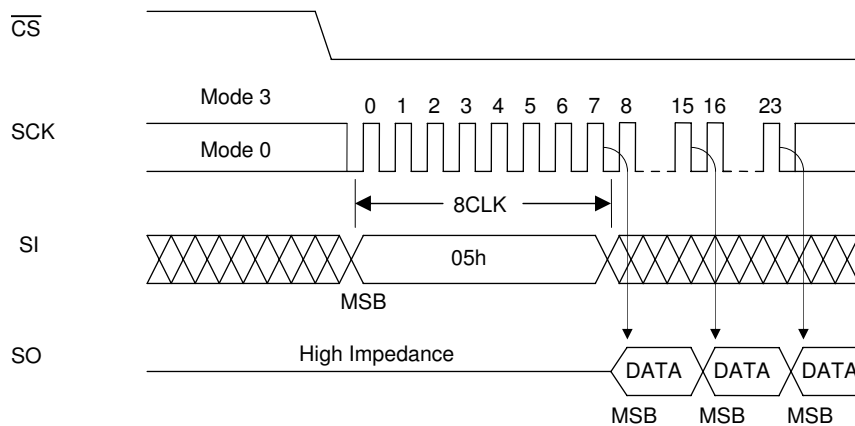 CS
Mode 3
0 1 2 3 4 5 6 7 8 15 16 23
SCK
Mode 0
8CLK
SI
05h
MSB
SO
High Impedance
DATA DATA DATA
MSB MSB MSB